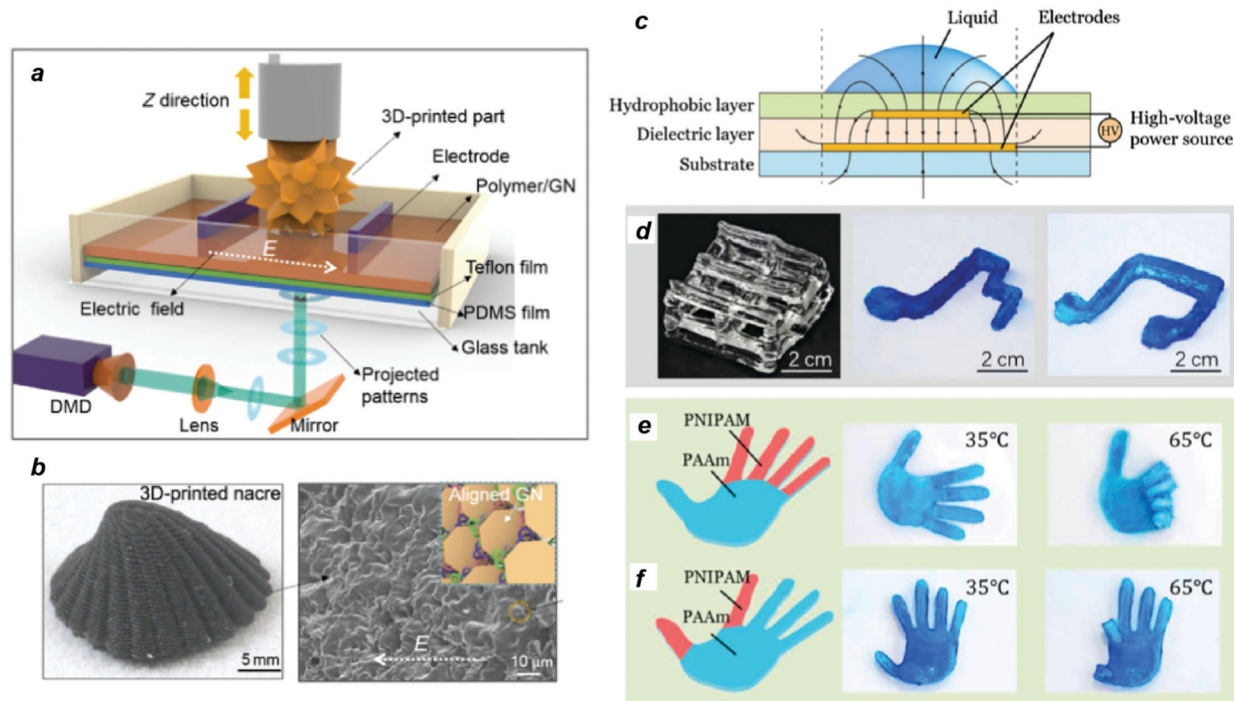 a
Z direction
3D-printed part
Electrode
Polymer/GN
E
Teflon film
Electric field
PDMS film
Glass tank
Projected
patterns
DMD
Lens
Mirror
b
3D-printed nacre
5 mm
Aligned GN
E
10 μm
c
Liquid
Electrodes
Hydrophobic layer
Dielectric layer
Substrate
HV
High-voltage
power source
d
2 cm
2 cm
2 cm
e
PNIPAM
PAAm
35°C
65°C
f
PNIPAM
PAAm
35°C
65°C